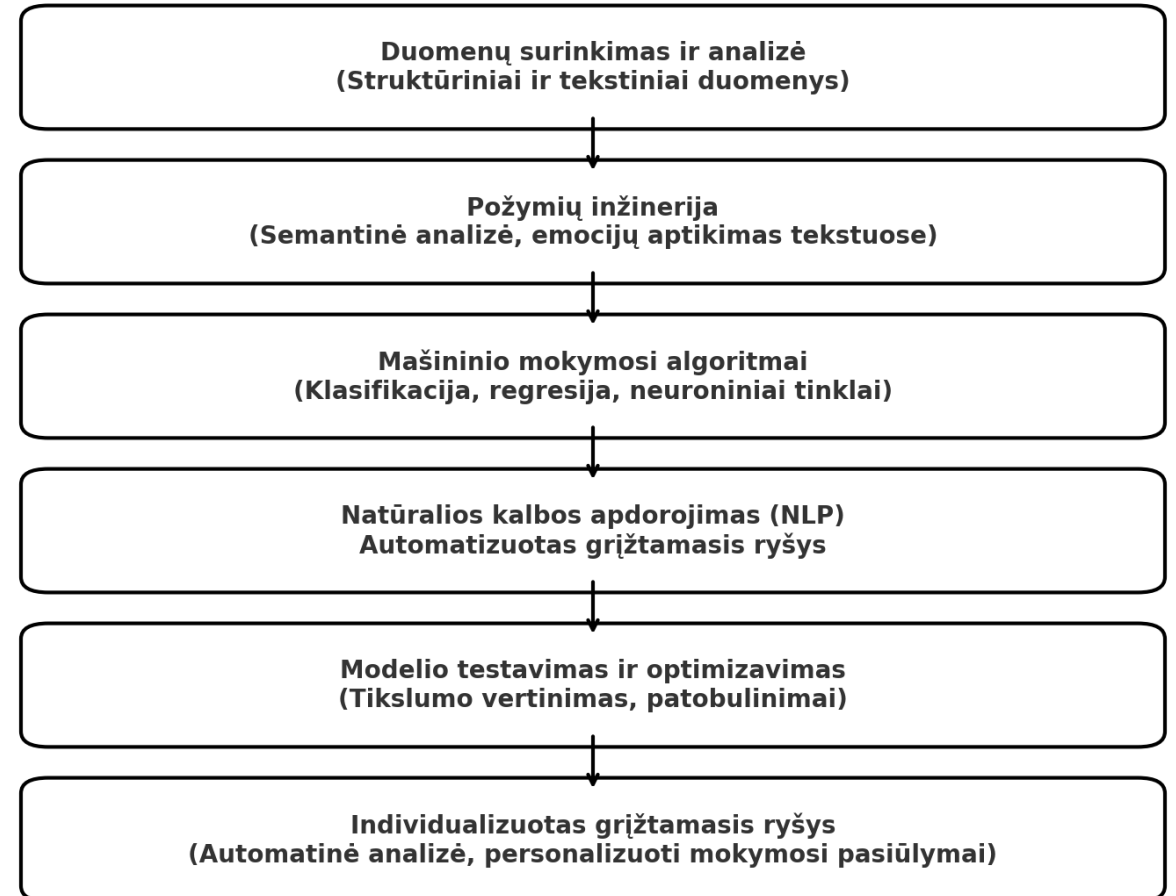 Duomenų surinkimas ir analizė
(Struktūriniai ir tekstiniai duomenys)
Požymių inžinerija
(Semantinė analizė, emocijų aptikimas tekstuose)
Mašininio mokymosi algoritmai
(Klasifikacija, regresija, neuroniniai tinklai)
Natūralios kalbos apdorojimas (NLP)
Automatizuotas grįžtamasis ryšys
Modelio testavimas ir optimizavimas
(Tikslumo vertinimas, patobulinimai)
Individualizuotas grįžtamasis ryšys
(Automatinė analizė, personalizuoti mokymosi pasiūlymai)